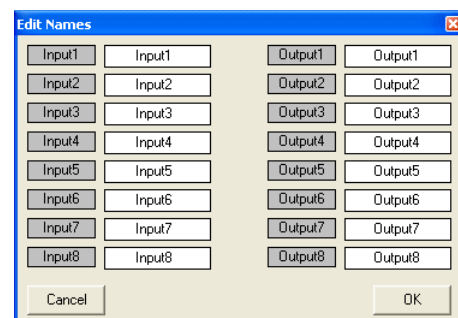 Edit Names
Input1 Input1 Output1 Output1
Input2 Input2 Output2 Output2
Input3 Input3 Output3 Output3
Input4 Input4 Output4 Output4
Input5 Input5 Output5 Output5
Input6 Input6 Output6 Output6
Input7 Input7 Output7 Output7
Input8 Input8 Output8 Output8
Cancel OK